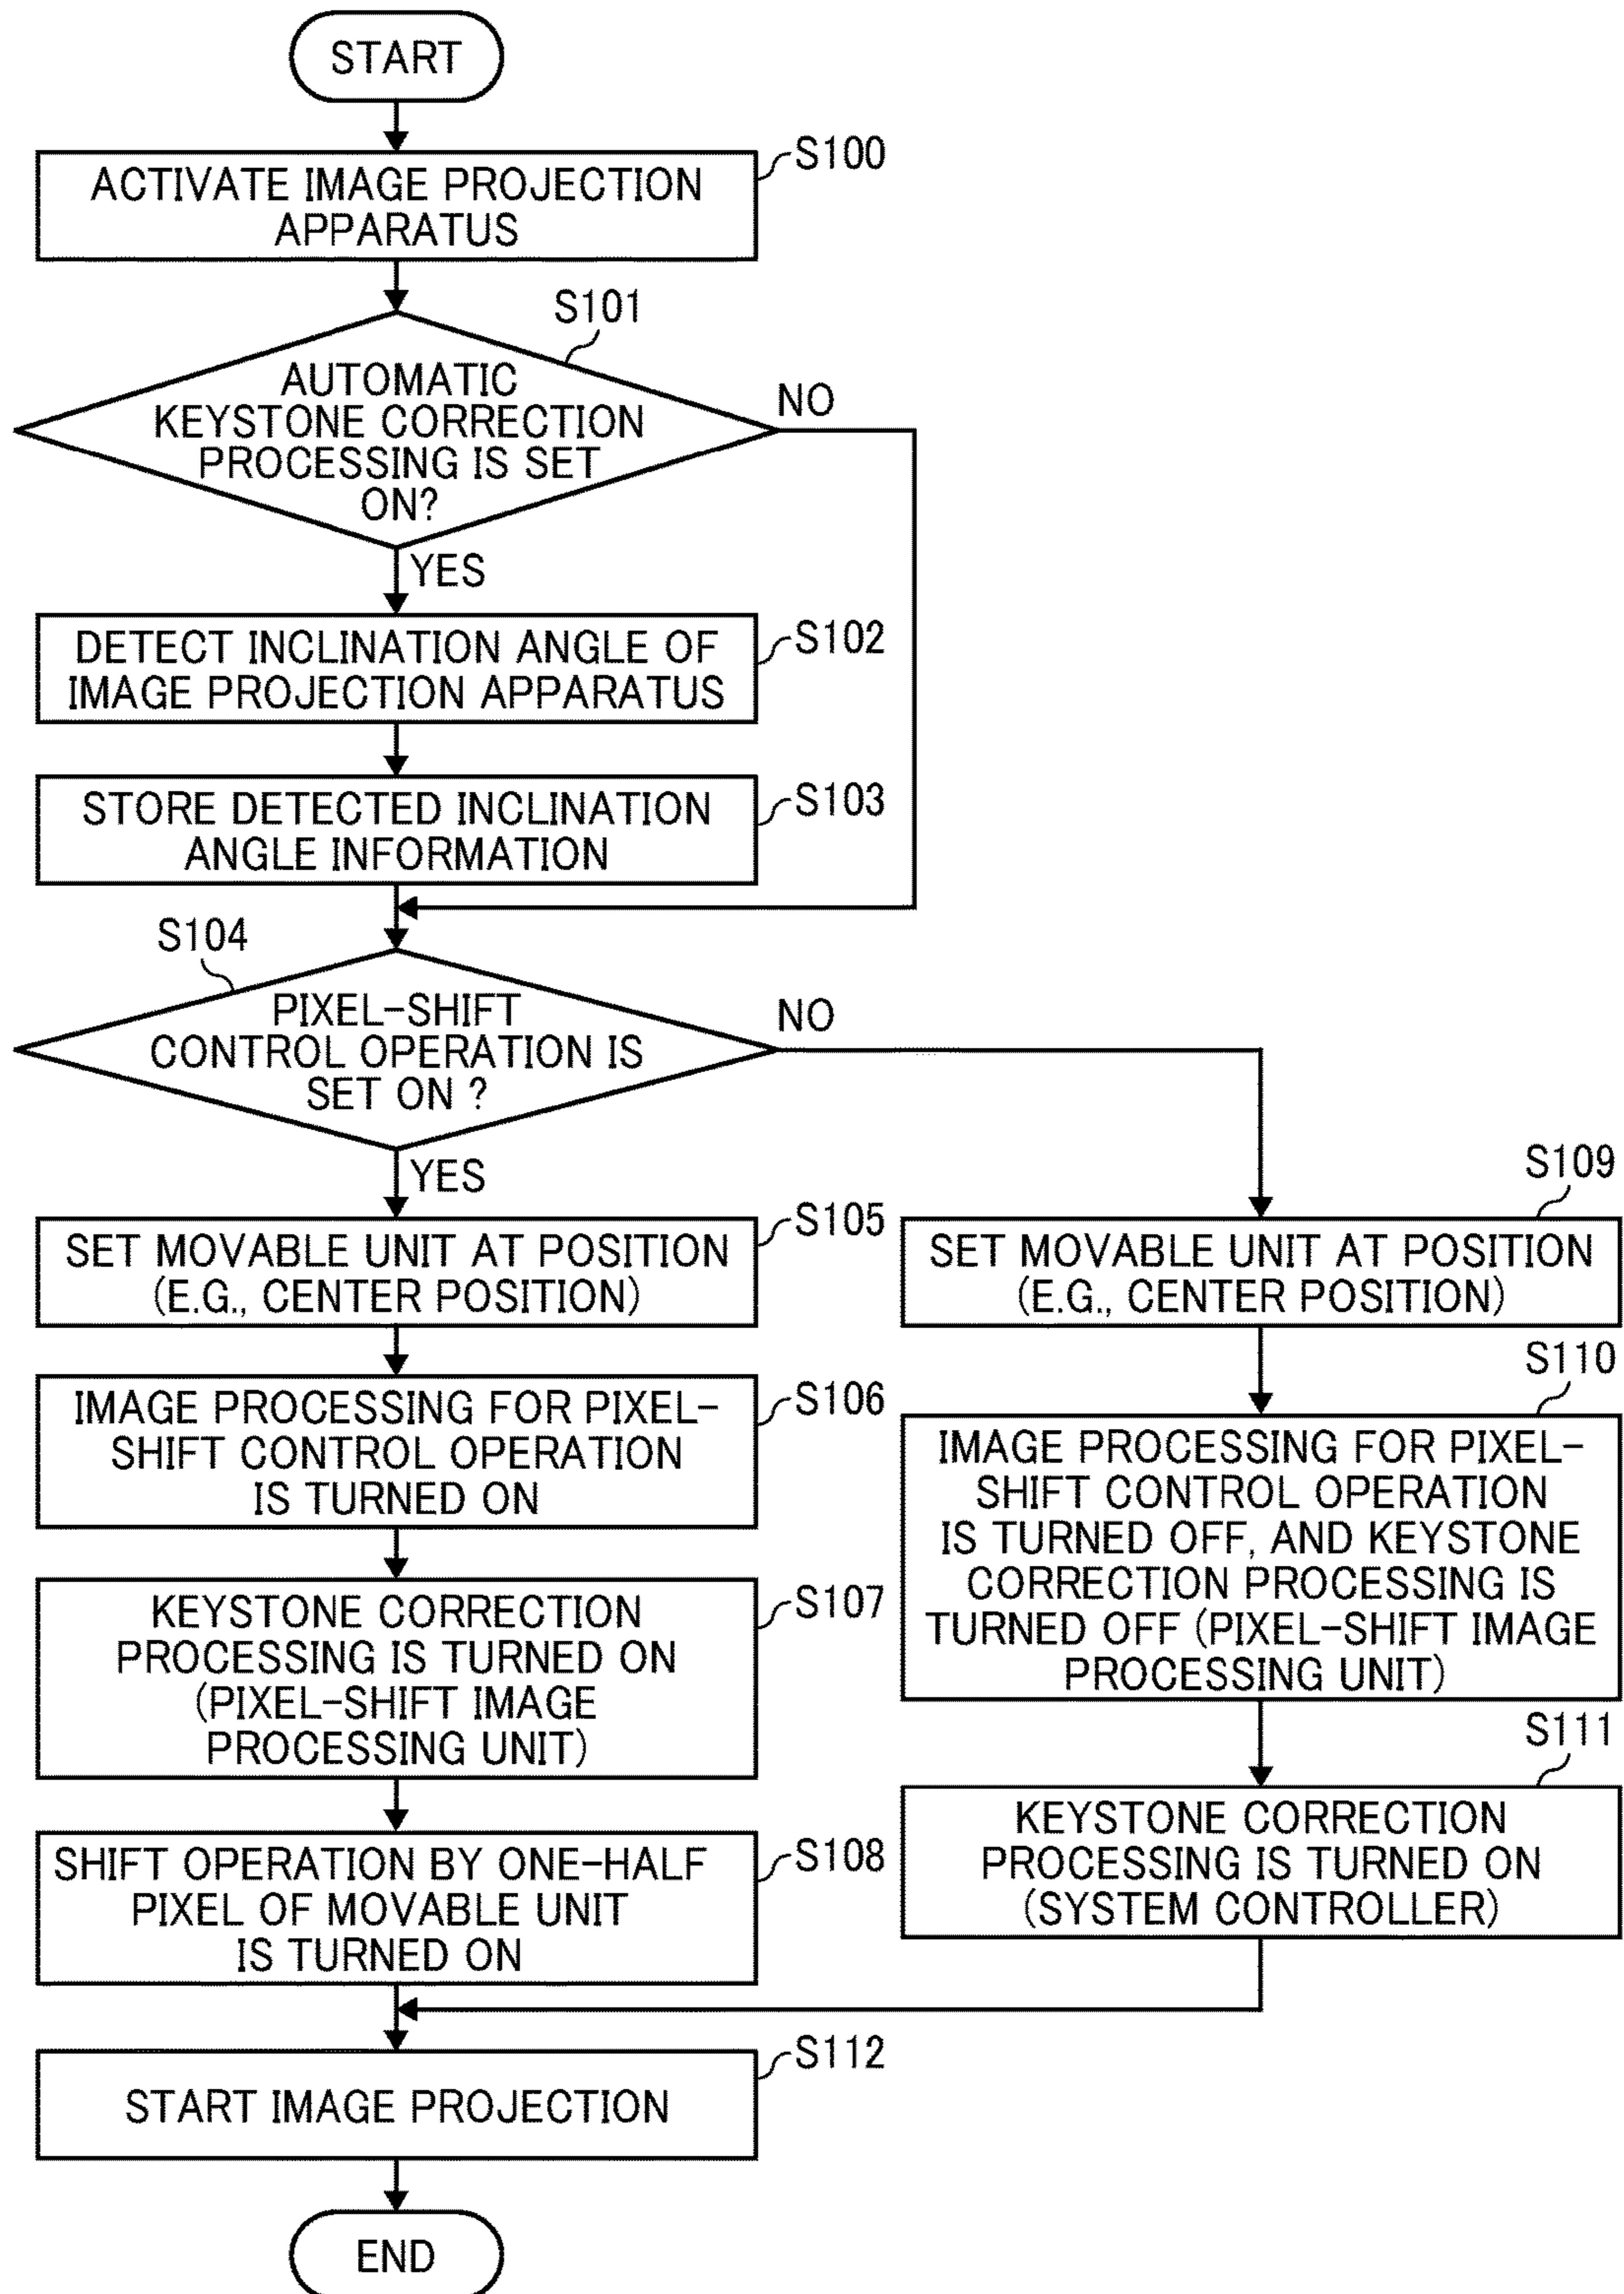 START
S100
ACTIVATE IMAGE PROJECTION
APPARATUS
S101
AUTOMATIC
KEYSTONE CORRECTION
PROCESSING IS SET
ON?
NO
YES
S102
DETECT INCLINATION ANGLE OF
IMAGE PROJECTION APPARATUS
S103
STORE DETECTED INCLINATION
ANGLE INFORMATION
S104
PIXEL-SHIFT
CONTROL OPERATION IS
SET ON ?
NO
YES
S105
SET MOVABLE UNIT AT POSITION
(E.G., CENTER POSITION)
S106
IMAGE PROCESSING FOR PIXEL-
SHIFT CONTROL OPERATION
IS TURNED ON
S107
KEYSTONE CORRECTION
PROCESSING IS TURNED ON
(PIXEL-SHIFT IMAGE
PROCESSING UNIT)
S108
SHIFT OPERATION BY ONE-HALF
PIXEL OF MOVABLE UNIT
IS TURNED ON
S109
SET MOVABLE UNIT AT POSITION
(E.G., CENTER POSITION)
S110
IMAGE PROCESSING FOR PIXEL-
SHIFT CONTROL OPERATION
IS TURNED OFF, AND KEYSTONE
CORRECTION PROCESSING IS
TURNED OFF (PIXEL-SHIFT IMAGE
PROCESSING UNIT)
S111
KEYSTONE CORRECTION
PROCESSING IS TURNED ON
(SYSTEM CONTROLLER)
S112
START IMAGE PROJECTION
END